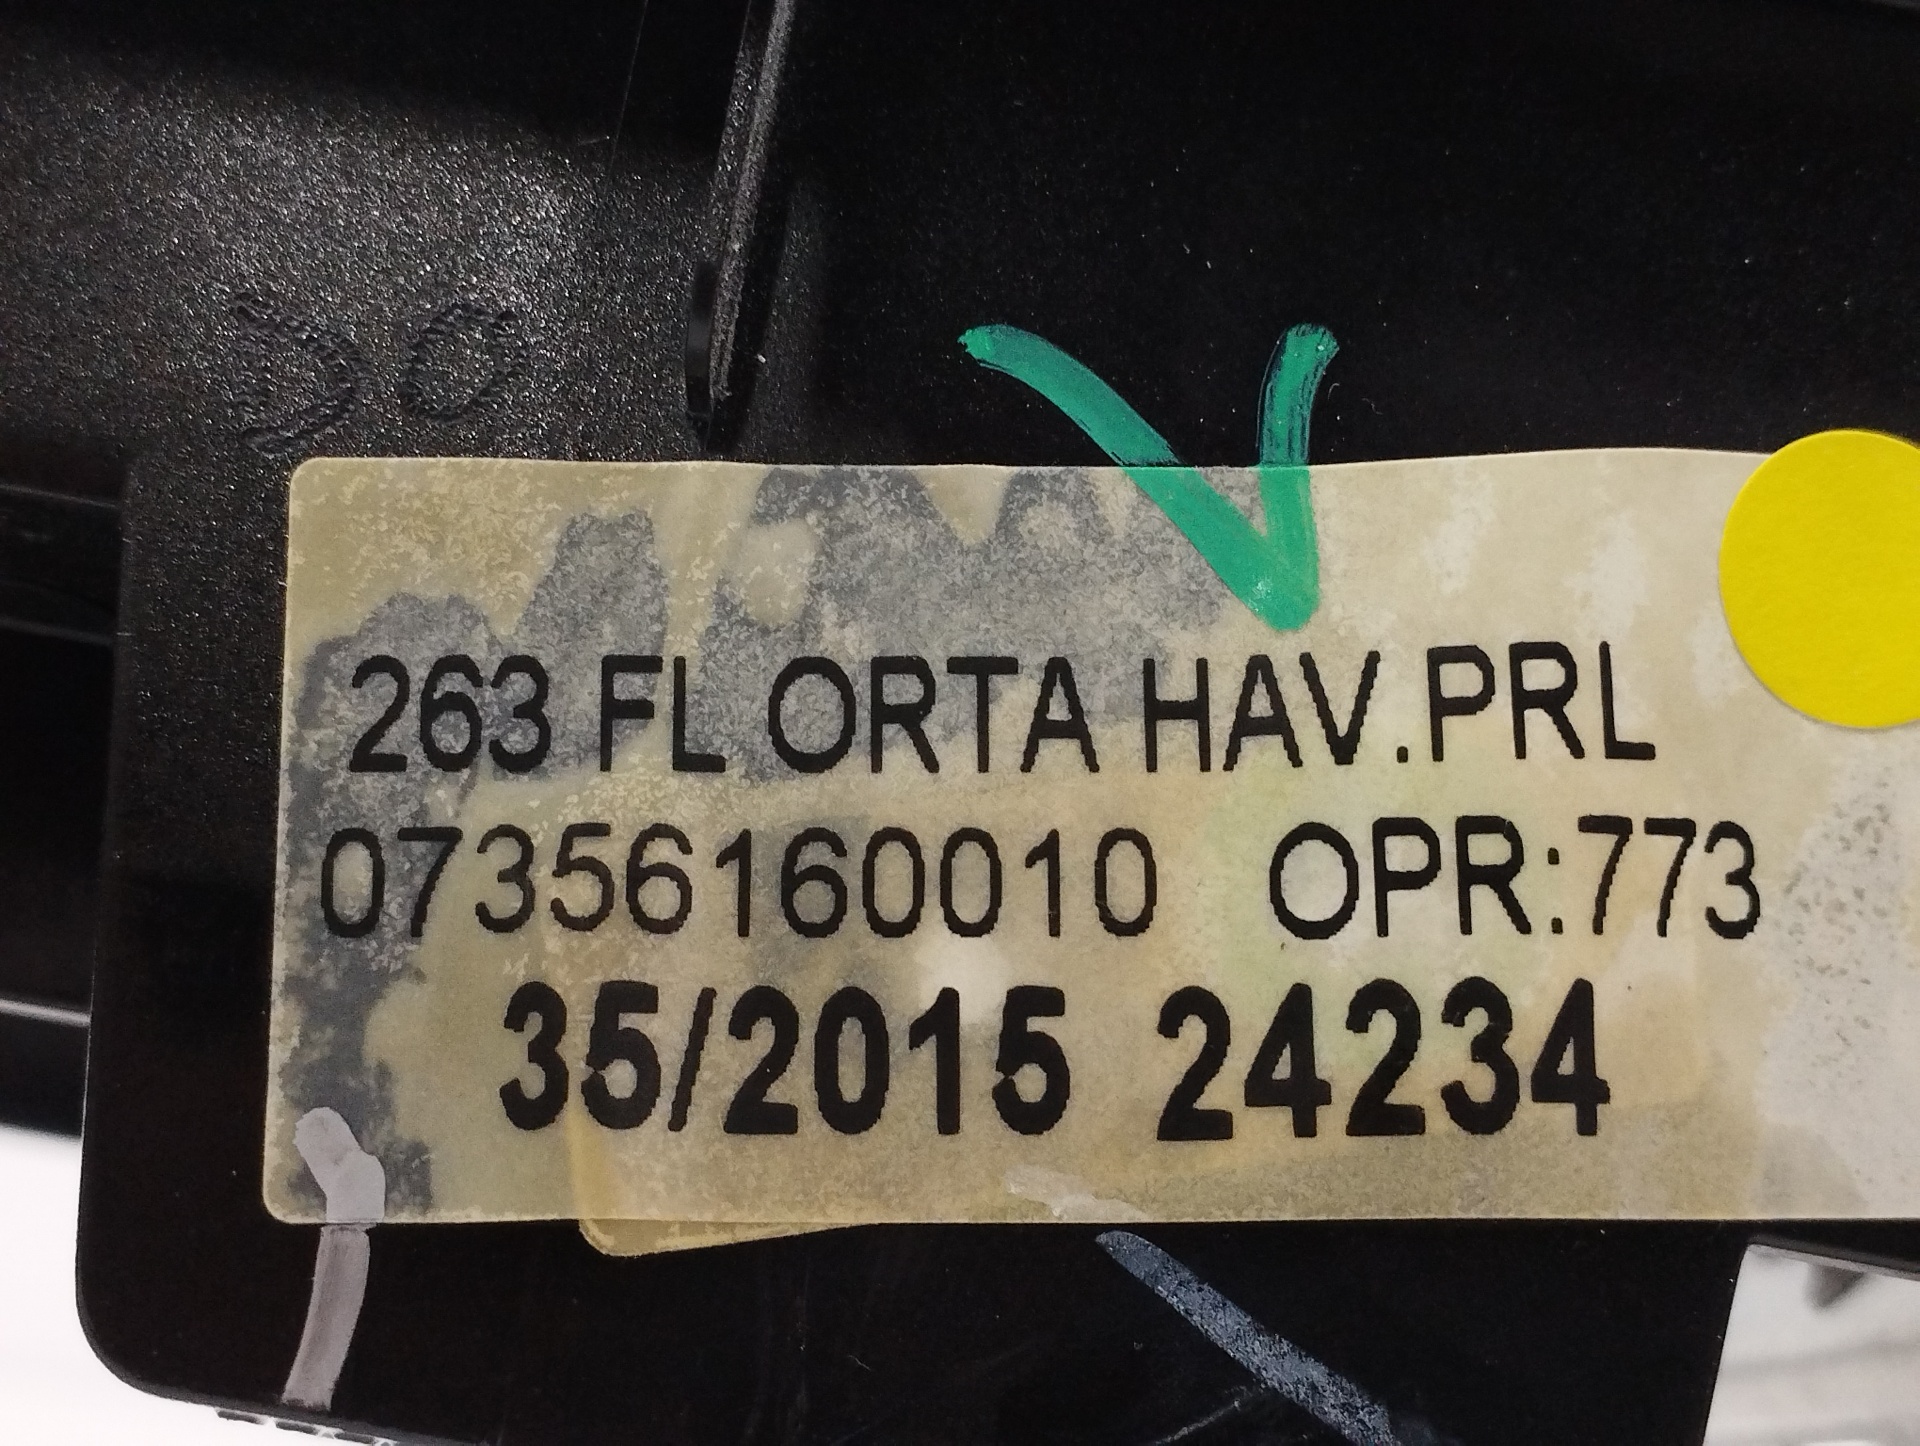 263 FL ORTA HAV.PRL
07356160010 OPR:773
35/2015 24234